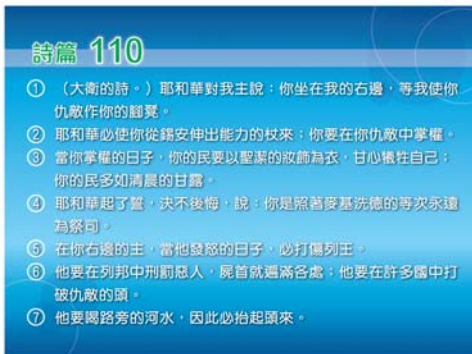 詩篇 110
① （大衛的詩。）耶和華對我主說：你坐在我的右邊，等我使你
仇敵作你的腳凳。
② 耶和華必使你從錫安伸出能力的杖來；你要在你仇敵中掌權。
③ 當你掌權的日子，你的民要以聖潔的妝飾為衣，甘心犧牲自己；
你的民多如清晨的甘露。
④ 耶和華起了誓，決不後悔，說：你是照著麥基洗德的等次永遠
為祭司。
⑤ 在你右邊的主，當他發怒的日子，必打傷列王。
⑥ 他要在列邦中刑罰惡人，屍首就遍滿各處；他要在許多國中打
破仇敵的頭。
⑦ 他要喝路旁的河水，因此必抬起頭來。